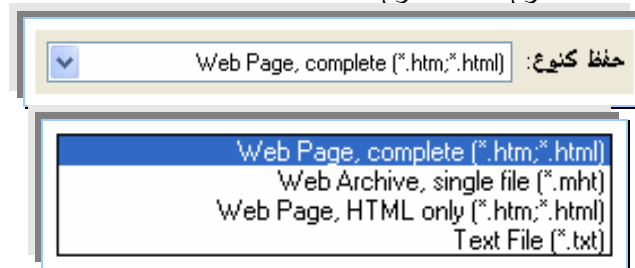 حفظ كنوع: Web Page, complete (*.htm;*.html)
Web Page, complete (*.htm;*.html)
Web Archive, single file (*.mht)
Web Page, HTML only (*.htm;*.html)
Text File (*.txt)